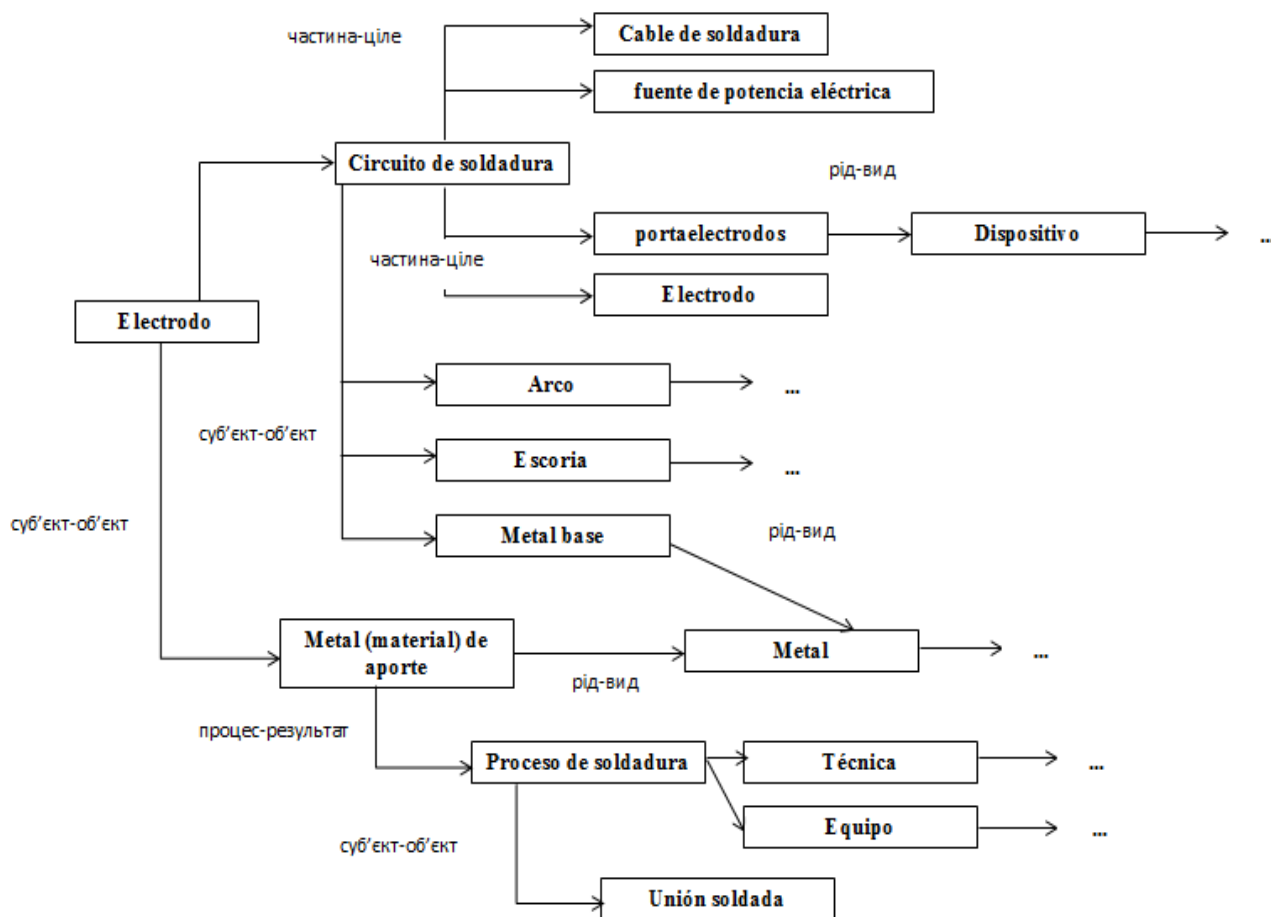 частина-ціле
Cable de soldadura
fuente de potencia eléctrica
Circuito de soldadura
рід-вид
portaelectrodos
Dispositivo
...
частина-ціле
Electrodo
Electrodo
Arco
...
суб’єкт-об’єкт
Escoria
...
суб’єкт-об’єкт
Metal base
рід-вид
Metal (material) de
aporte
Metal
...
рід-вид
процес-результат
Proceso de soldadura
Técnica
...
Equipo
...
суб’єкт-об’єкт
Unión soldada